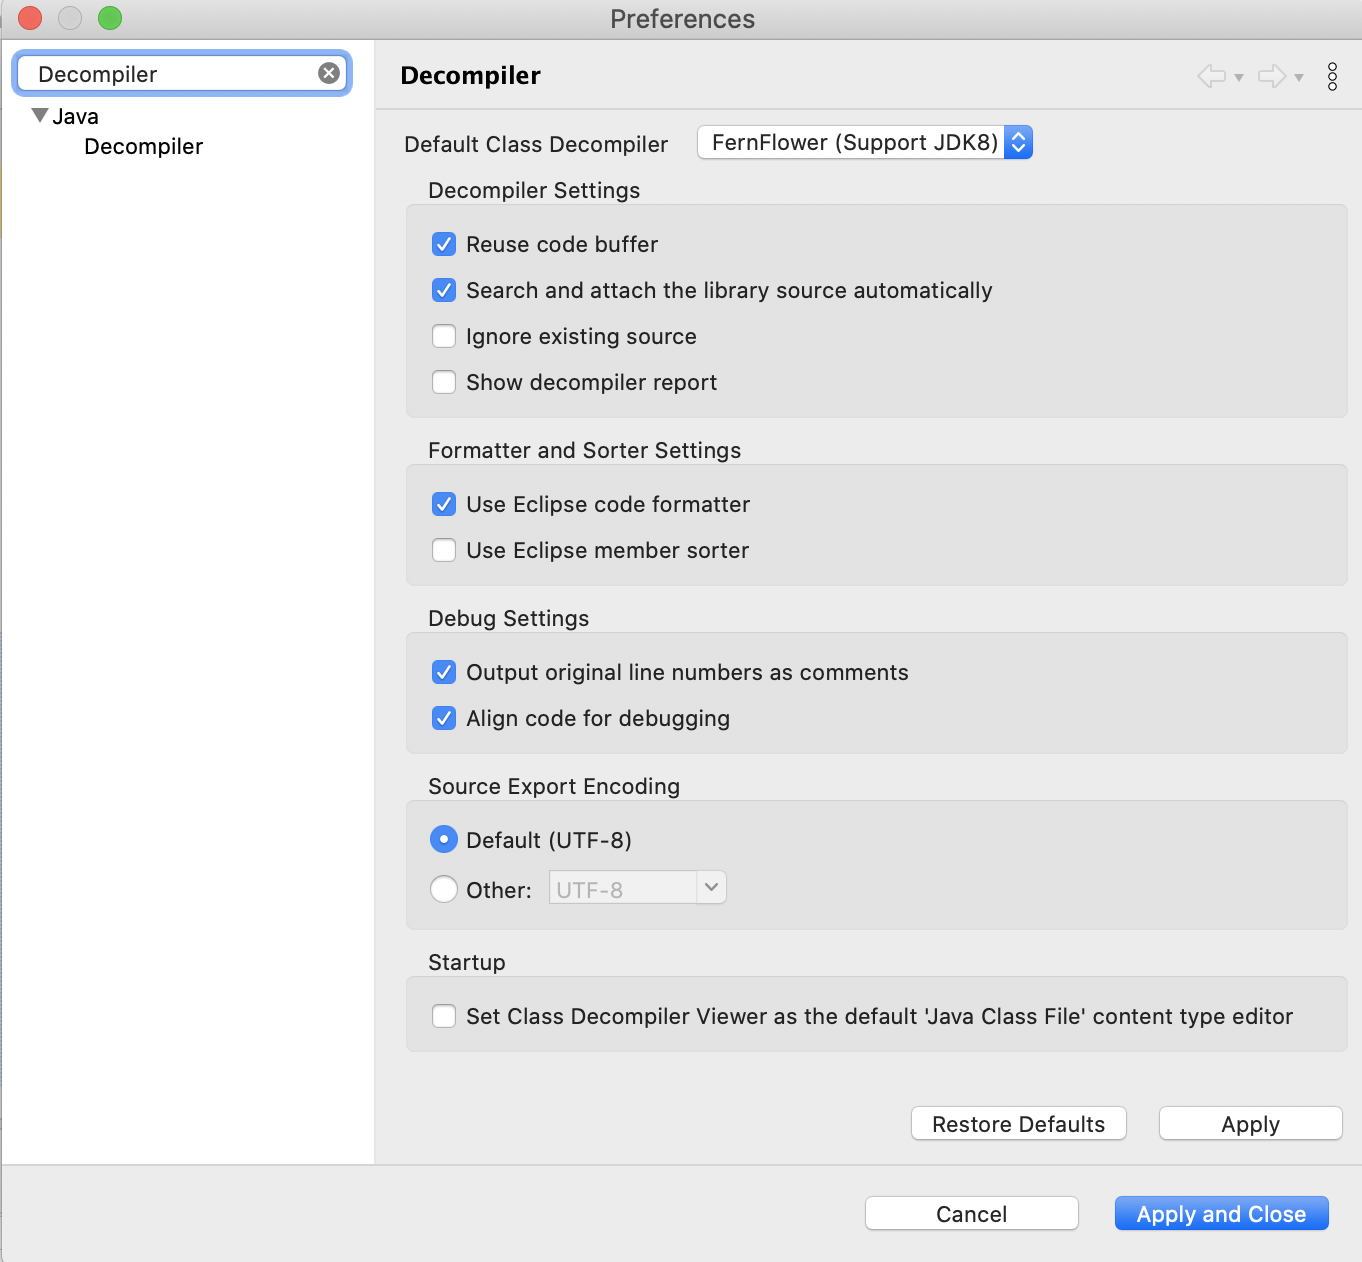 Preferences
Decompiler
Java
Decompiler
Decompiler
Default Class Decompiler FernFlower (Support JDK8)
Decompiler Settings
Reuse code buffer
Search and attach the library source automatically
Ignore existing source
Show decompiler report
Formatter and Sorter Settings
Use Eclipse code formatter
Use Eclipse member sorter
Debug Settings
Output original line numbers as comments
Align code for debugging
Source Export Encoding
Default (UTF-8)
Other: UTF-8
Startup
Set Class Decompiler Viewer as the default 'Java Class File' content type editor
Restore Defaults Apply
Cancel Apply and Close